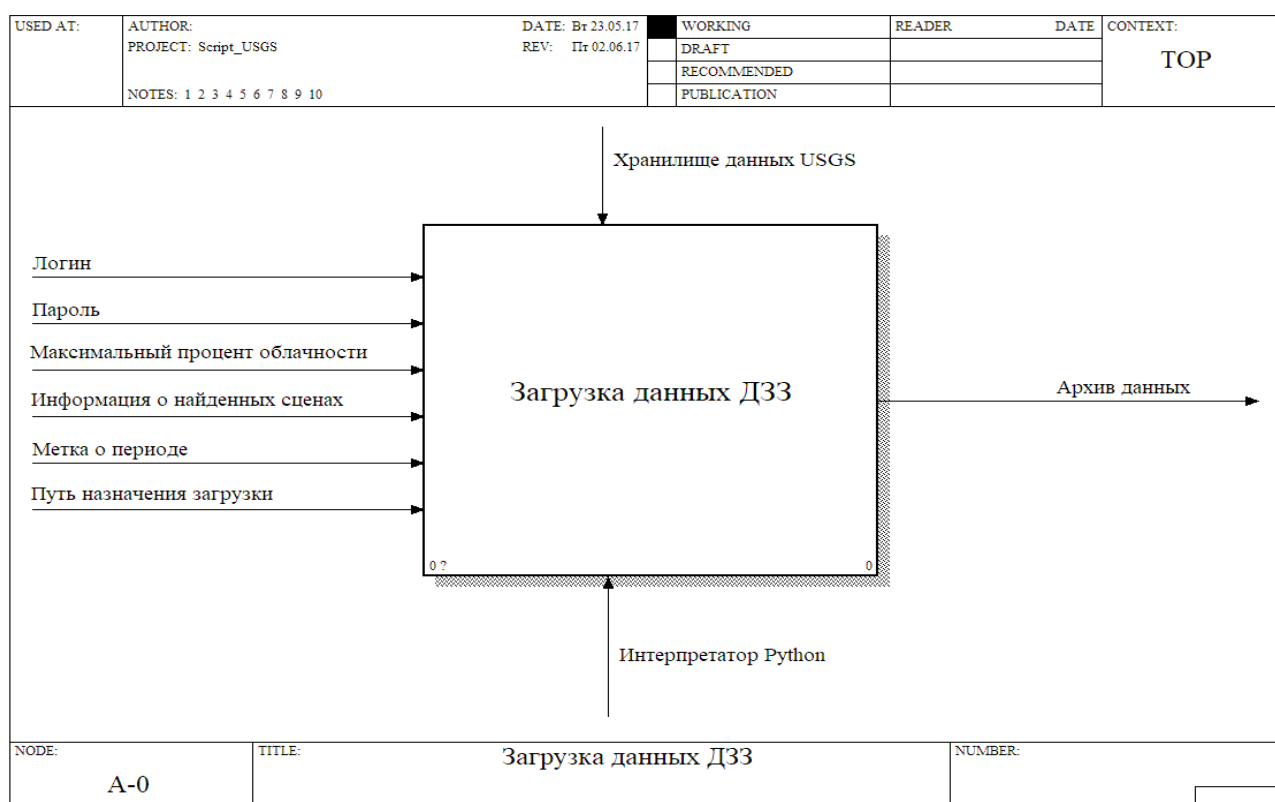 USED AT:
AUTHOR:
DATE: Вт 23.05.17
WORKING
READER
DATE
CONTEXT:
PROJECT: Script_USGS
REV: Пт 02.06.17
DRAFT
TOP
RECOMMENDED
NOTES: 1 2 3 4 5 6 7 8 9 10
PUBLICATION
Хранилище данных USGS
Логин
Пароль
Максимальный процент облачности
Информация о найденных сценах
Метка о периоде
Путь назначения загрузки
Загрузка данных ДЗЗ
Архив данных
0 ?
0
Интерпретатор Python
NODE:
TITLE:
Загрузка данных ДЗЗ
NUMBER:
A-0